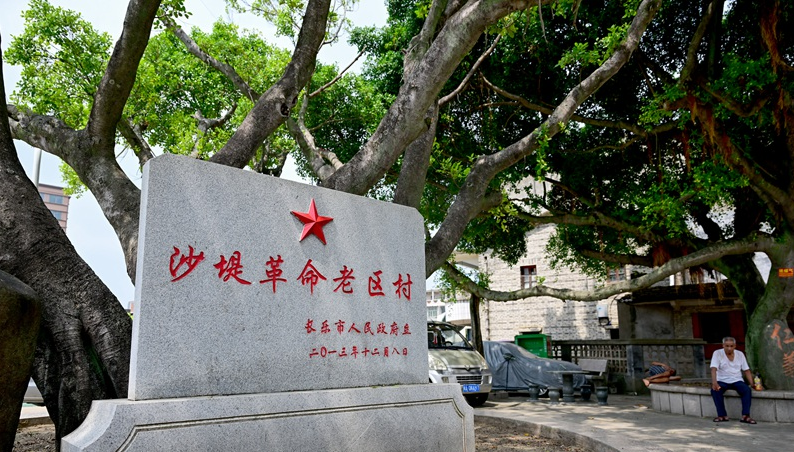 沙堤革命老区村
长乐市人民政府立
二〇一三年十二月八日